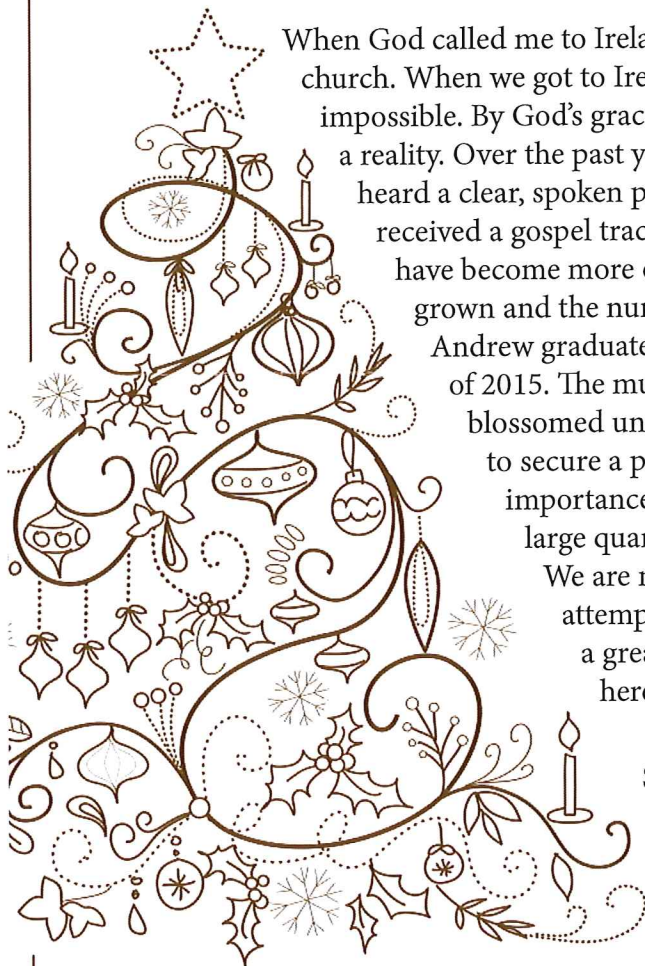 When God called me to Irela
church. When we got to Ire
impossible. By God’s grac
a reality. Over the past y
heard a clear, spoken p
received a gospel trac
have become more
grown and the nur
Andrew graduate
of 2015. The mu
blossomed un
to secure a p
importance
large quar
We are
attemp
a grea
here